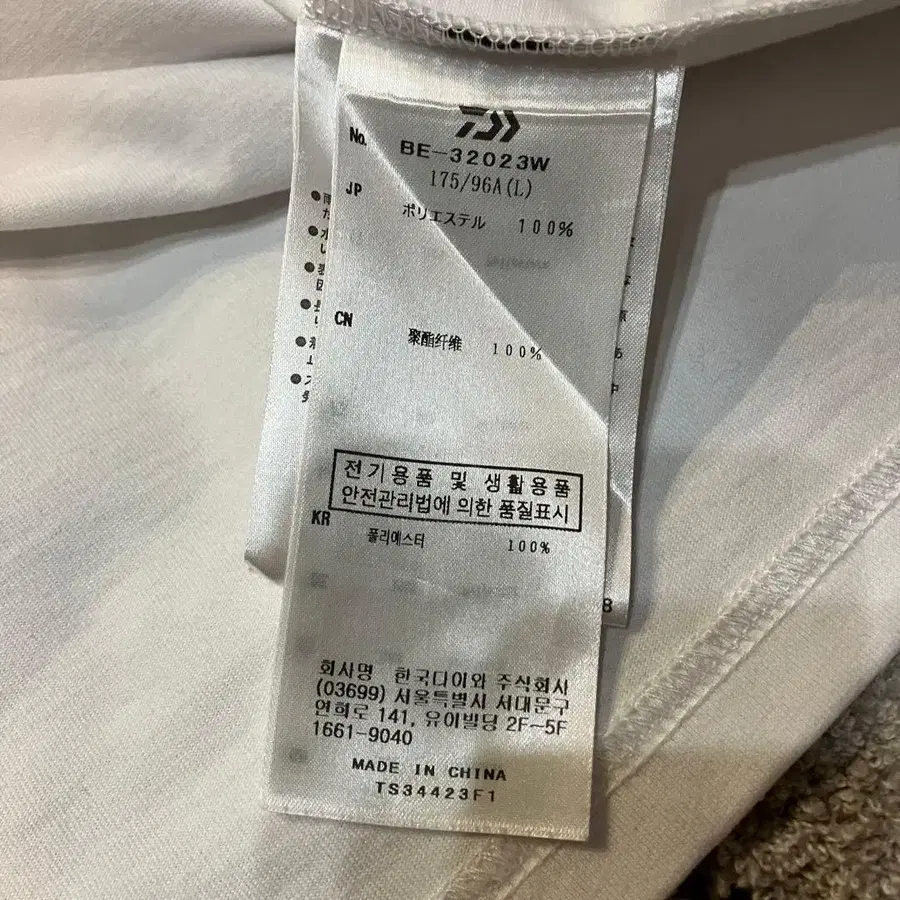 No. BE-32023W
175/96A(L)
JP ポリエステル 100%
CN 聚酯纤维 100%
전기용품 및 생활용품
안전관리법에 의한 품질표시
KR 폴리에스터 100%
회사명 한국다이와 주식회사
(03699) 서울특별시 서대문구
연희로 141, 유이빌딩 2F~5F
1661-9040
MADE IN CHINA
TS34423F1